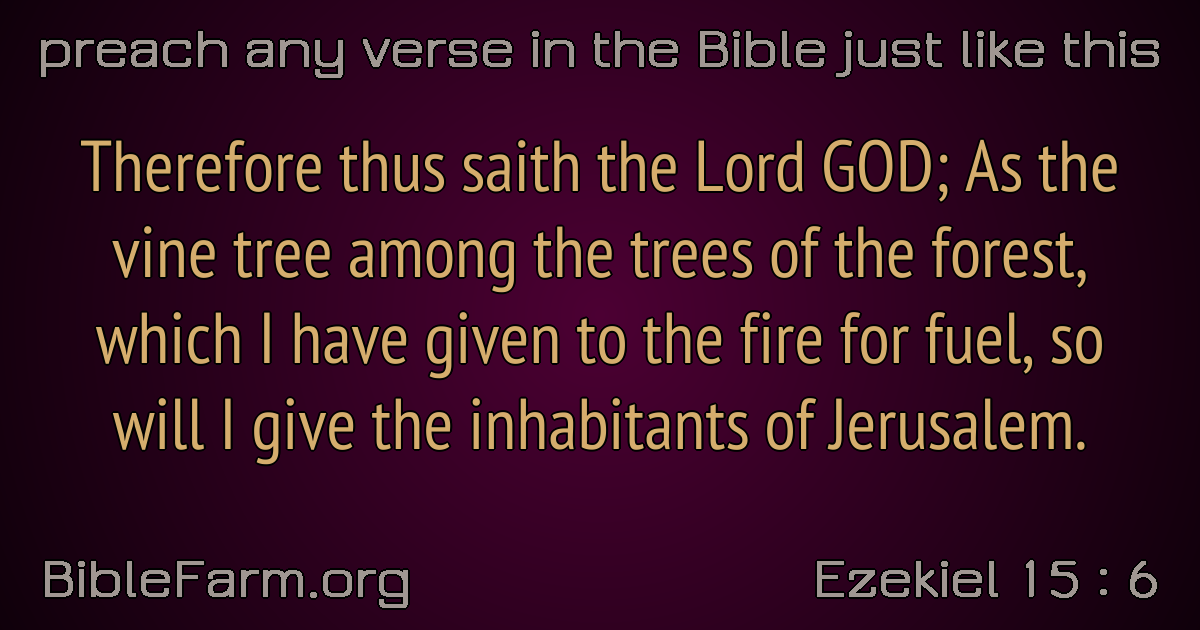 preach any verse in the Bible just like this
Therefore thus saith the Lord GOD; As the
vine tree among the trees of the forest,
which I have given to the fire for fuel, so
will I give the inhabitants of Jerusalem.
BibleFarm.org
Ezekiel 15 : 6